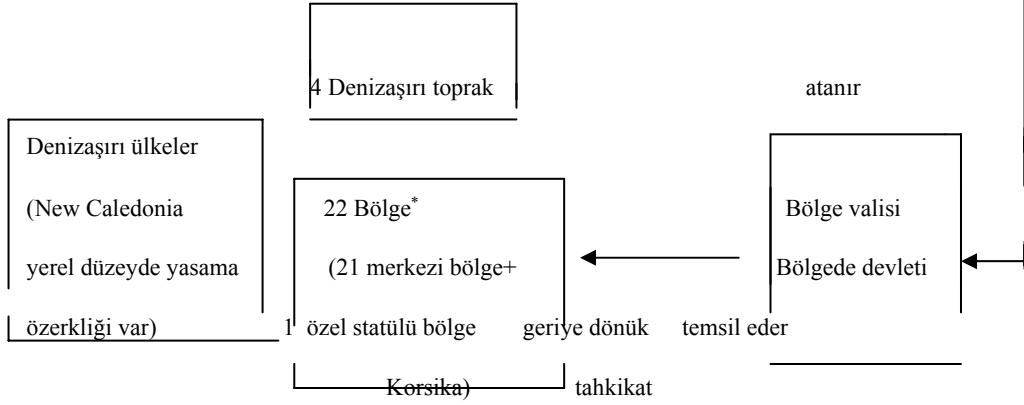 4 Denizaşırı toprak atanır
Denizaşırı ülkeler
(New Caledonia 22 Bölge* Bölge valisi
yerel düzeyde yasama (21 merkezi bölge+ Bölgede devleti
özerkliği var) 1 özel statülü bölge geriye dönük temsil eder
Korsika) tahkikat